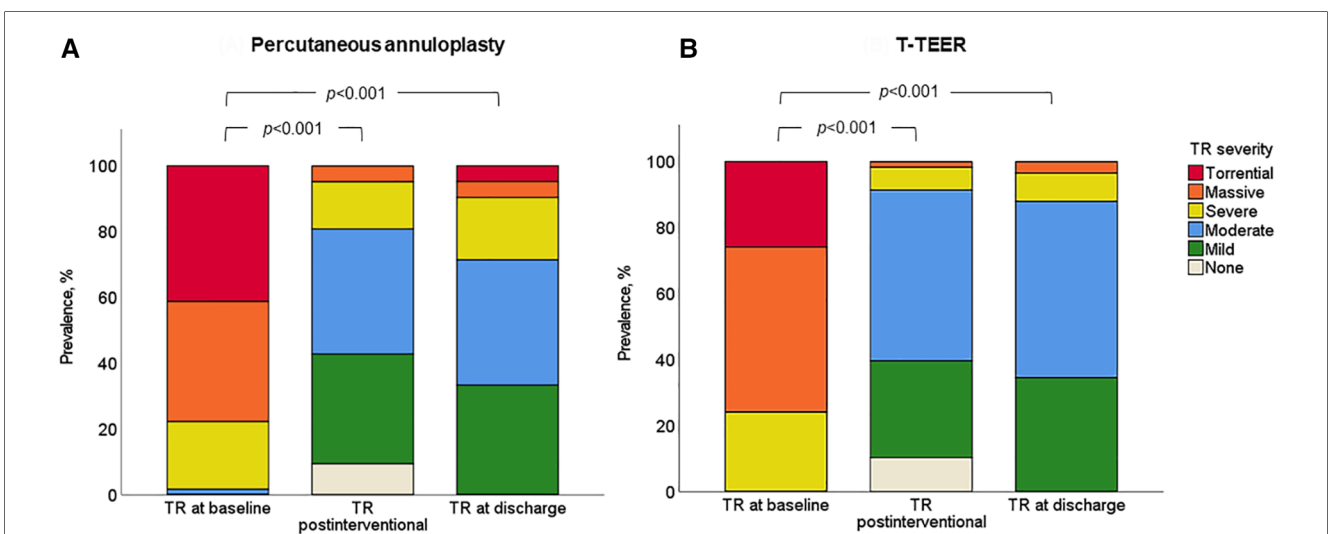 A
Percutaneous annuloplasty
p<0.001
p<0.001
Prevalence, %
100
80
60
40
20
0
TR at baseline
TR
postinterventional
TR at discharge
B
T-TEER
p<0.001
p<0.001
Prevalence, %
100
80
60
40
20
0
TR at baseline
TR
postinterventional
TR at discharge
TR severity
Torrential
Massive
Severe
Moderate
Mild
None